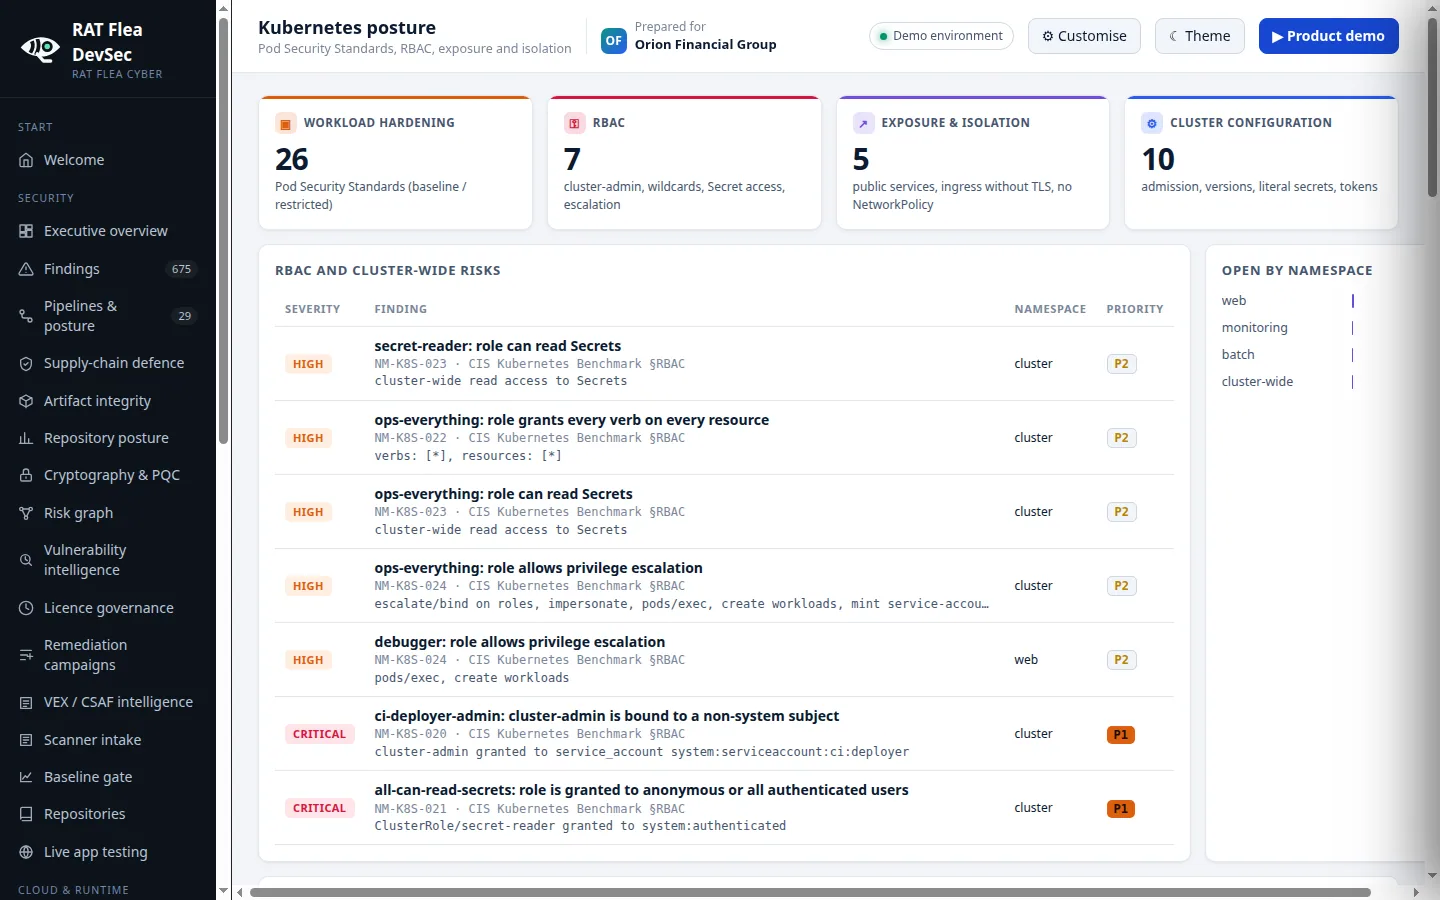 RAT Flea
DevSec
RAT FLEA CYBER
START
Welcome
SECURITY
Executive overview
Findings 675
Pipelines &
posture 29
Supply-chain defence
Artifact integrity
Repository posture
Cryptography & PQC
Risk graph
Vulnerability
intelligence
Licence governance
Remediation
campaigns
VEX / CSAF intelligence
Scanner intake
Baseline gate
Repositories
Live app testing
CLOUD & RUNTIME
Kubernetes posture
Pod Security Standards, RBAC, exposure and isolation
OF
Prepared for
Orion Financial Group
Demo environment
⚙ Customise
☾ Theme
▶ Product demo
WORKLOAD HARDENING
26
Pod Security Standards (baseline /
restricted)
RBAC
7
cluster-admin, wildcards, Secret access,
escalation
EXPOSURE & ISOLATION
5
public services, ingress without TLS, no
NetworkPolicy
CLUSTER CONFIGURATION
10
admission, versions, literal secrets, tokens
RBAC AND CLUSTER-WIDE RISKS
SEVERITY FINDING NAMESPACE PRIORITY
HIGH secret-reader: role can read Secrets cluster P2
NM-K8S-023 · CIS Kubernetes Benchmark §RBAC
cluster-wide read access to Secrets
HIGH ops-everything: role grants every verb on every resource cluster P2
NM-K8S-022 · CIS Kubernetes Benchmark §RBAC
verbs: [*], resources: [*]
HIGH ops-everything: role can read Secrets cluster P2
NM-K8S-023 · CIS Kubernetes Benchmark §RBAC
cluster-wide read access to Secrets
HIGH ops-everything: role allows privilege escalation cluster P2
NM-K8S-024 · CIS Kubernetes Benchmark §RBAC
escalate/bind on roles, impersonate, pods/exec, create workloads, mint service-accou…
HIGH debugger: role allows privilege escalation web P2
NM-K8S-024 · CIS Kubernetes Benchmark §RBAC
pods/exec, create workloads
CRITICAL ci-deployer-admin: cluster-admin is bound to a non-system subject cluster P1
NM-K8S-020 · CIS Kubernetes Benchmark §RBAC
cluster-admin granted to service_account system:serviceaccount:ci:deployer
CRITICAL all-can-read-secrets: role is granted to anonymous or all authenticated users cluster P1
NM-K8S-021 · CIS Kubernetes Benchmark §RBAC
ClusterRole/secret-reader granted to system:authenticated
OPEN BY NAMESPACE
web
monitoring
batch
cluster-wide